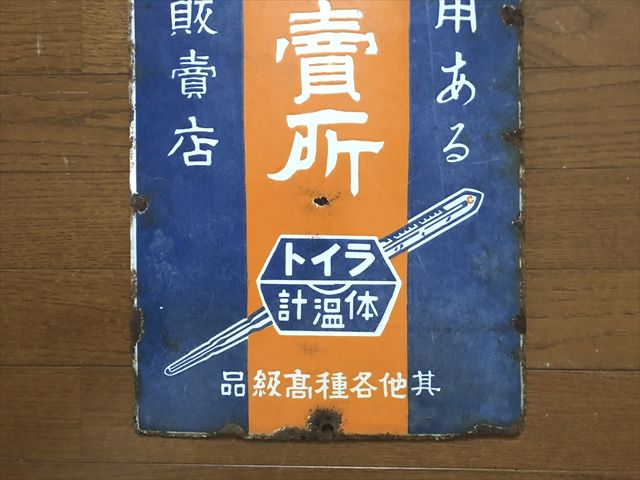 用ある
賣所
販賣店
ライト
体温計
其他各種高級品